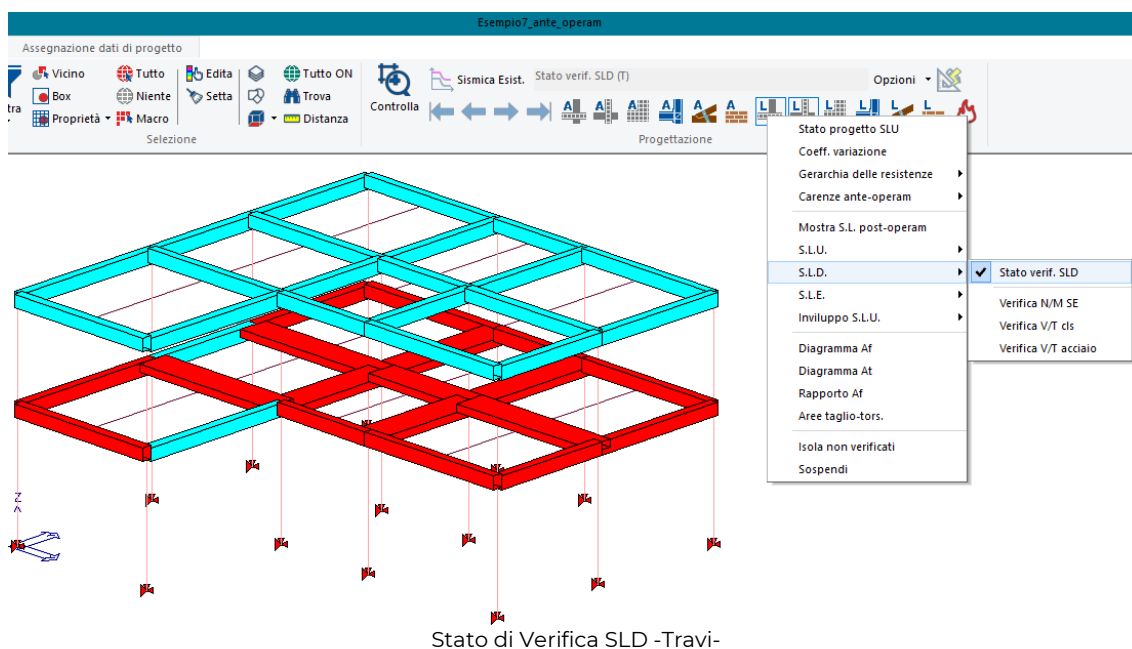 Esempio7_ante_operam
Assegnazione dati di progetto
Vicino Tutto Edita Tutto ON
Box Niente Setta Trova
tra Proprietà Macro Distanza
Selezione
Controlla
Sismica Esist. Stato verif. SLD (T) Opzioni
A A A A A A L L L L L L
Progettazione
Stato progetto SLU
Coeff. variazione
Gerarchia delle resistenze
Carenze ante-operam
Mostra S.L. post-operam
S.L.U.
S.L.D.
S.L.E.
Inviluppo S.L.U.
Diagramma Af
Diagramma At
Rapporto Af
Aree taglio-tors.
Isola non verificati
Sospendi
Stato verif. SLD
Verifica N/M SE
Verifica V/T cls
Verifica V/T acciaio
Z
Stato di Verifica SLD -Travi-